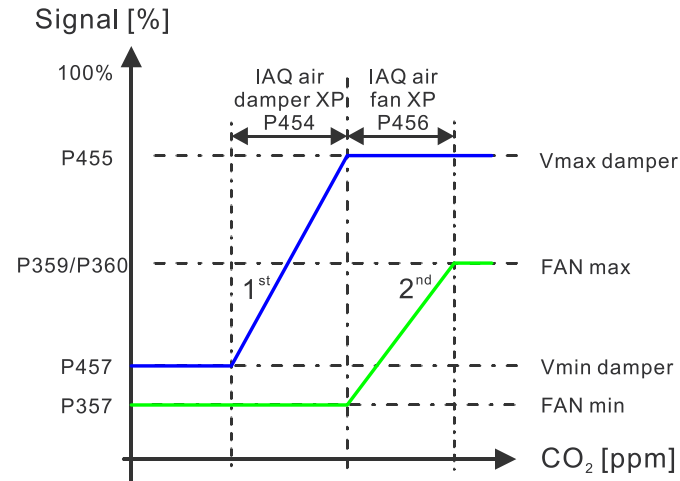 Signal [%]
100%
IAQ air
damper XP
P454
IAQ air
fan XP
P456
P455
Vmax damper
P359/P360
FAN max
1st
2nd
P457
Vmin damper
P357
FAN min
CO2 [ppm]